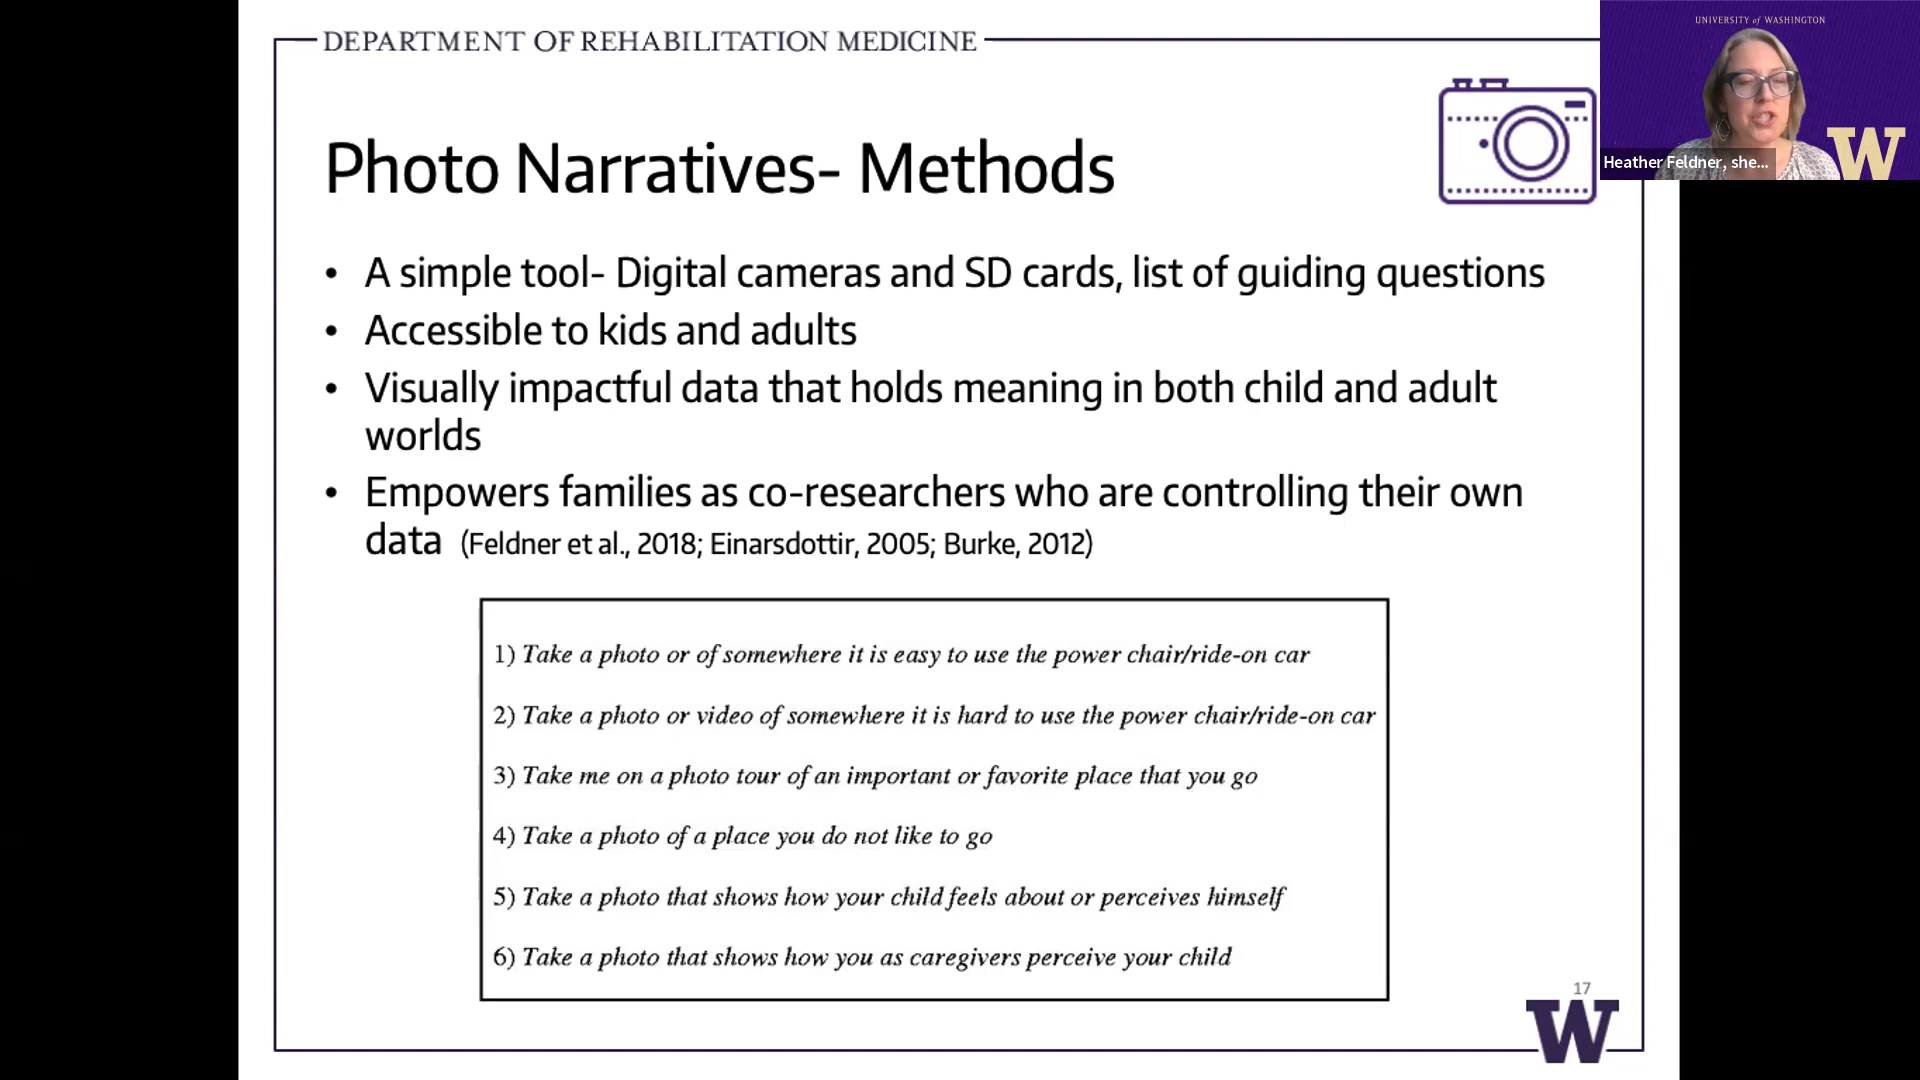 DEPARTMENT OF REHABILITATION MEDICINE
UNIVERSITY of WASHINGTON
W
Heather Feldner, she...
Photo Narratives- Methods
• A simple tool- Digital cameras and SD cards, list of guiding questions
• Accessible to kids and adults
• Visually impactful data that holds meaning in both child and adult
worlds
• Empowers families as co-researchers who are controlling their own
data (Feldner et al., 2018; Einarsdottir, 2005; Burke, 2012)
1) Take a photo or of somewhere it is easy to use the power chair/ride-on car
2) Take a photo or video of somewhere it is hard to use the power chair/ride-on car
3) Take me on a photo tour of an important or favorite place that you go
4) Take a photo of a place you do not like to go
5) Take a photo that shows how your child feels about or perceives himself
6) Take a photo that shows how you as caregivers perceive your child
17
W